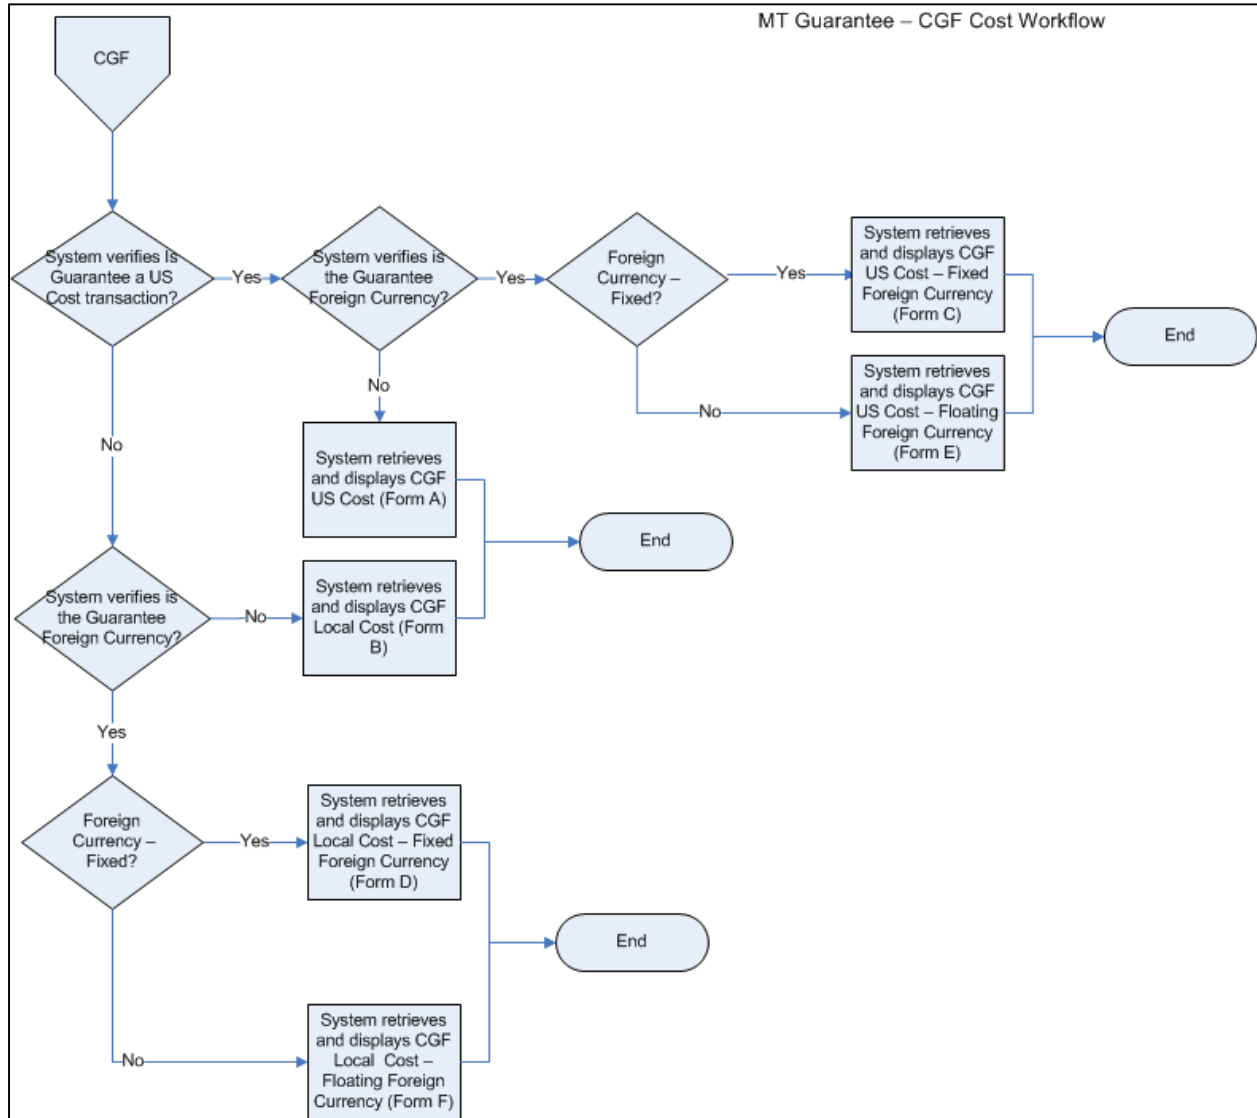 MT Guarantee – CGF Cost Workflow
CGF
System verifies Is
Guarantee a US
Cost transaction?
Yes
System verifies is
the Guarantee
Foreign Currency?
Yes
Foreign
Currency –
Fixed?
Yes
System retrieves
and displays CGF
US Cost – Fixed
Foreign Currency
(Form C)
End
No
System retrieves
and displays CGF
US Cost – Floating
Foreign Currency
(Form E)
No
System retrieves
and displays CGF
US Cost (Form A)
End
No
System verifies is
the Guarantee
Foreign Currency?
No
System retrieves
and displays CGF
Local Cost (Form
B)
Yes
Foreign
Currency –
Fixed?
Yes
System retrieves
and displays CGF
Local Cost – Fixed
Foreign Currency
(Form D)
End
No
System retrieves
and displays CGF
Local Cost –
Floating Foreign
Currency (Form F)